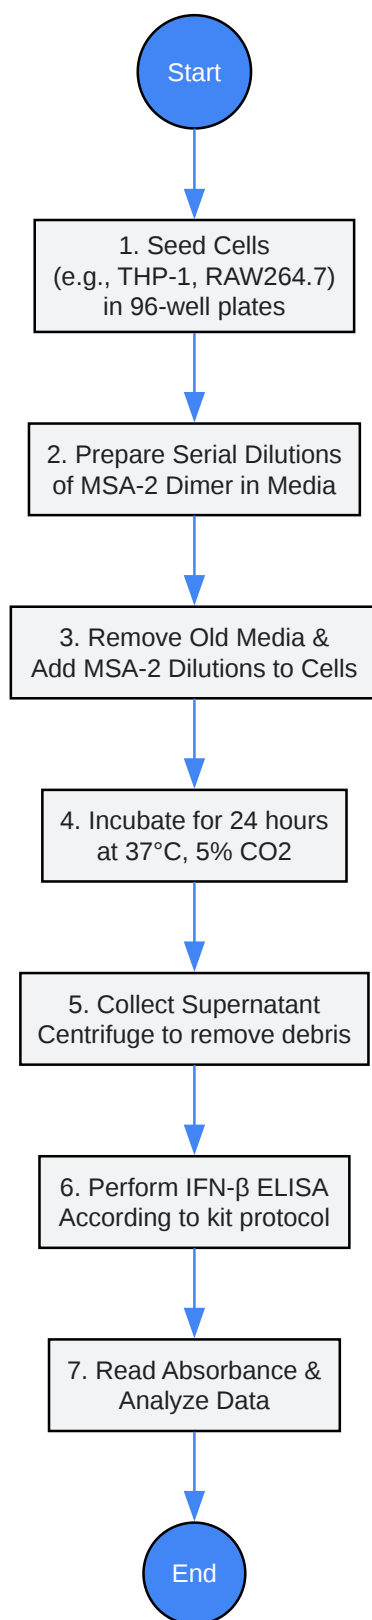 Start
1. Seed Cells
(e.g., THP-1, RAW264.7)
in 96-well plates
2. Prepare Serial Dilutions
of MSA-2 Dimer in Media
3. Remove Old Media &
Add MSA-2 Dilutions to Cells
4. Incubate for 24 hours
at 37°C, 5% CO2
5. Collect Supernatant
Centrifuge to remove debris
6. Perform IFN-β ELISA
According to kit protocol
7. Read Absorbance &
Analyze Data
End